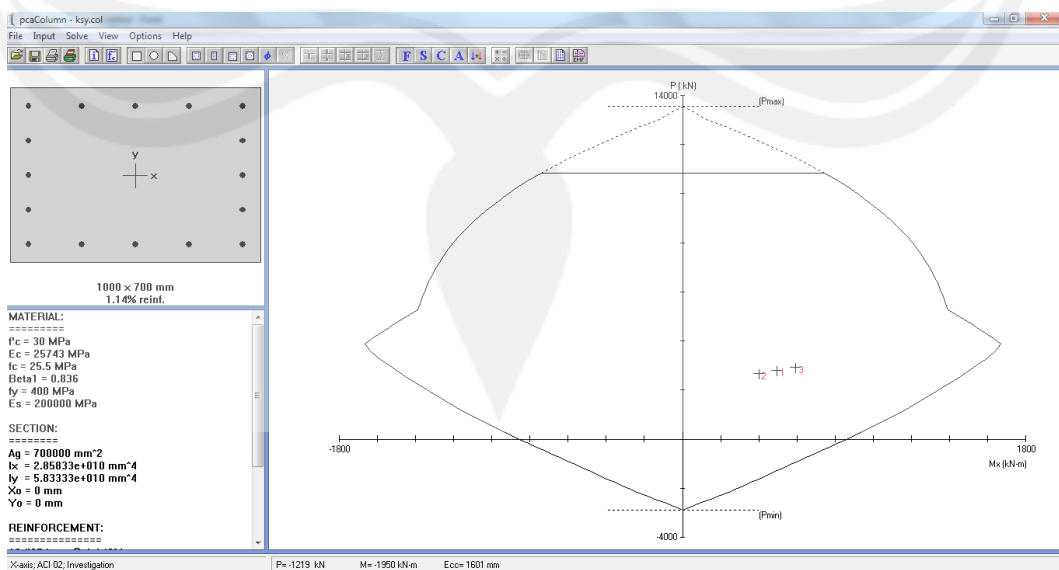 pcaColumn - ksy.col
File Input Solve View Options Help
F S C A
y
x
1000 x 700 mm
1.14% reinf.
MATERIAL:
=========
f'c = 30 MPa
Ec = 25743 MPa
fc = 25.5 MPa
Beta1 = 0.836
fy = 400 MPa
Es = 200000 MPa
SECTION:
========
Ag = 700000 mm^2
Ix = 2.85833e+010 mm^4
Iy = 5.83333e+010 mm^4
Xo = 0 mm
Yo = 0 mm
REINFORCEMENT:
==============
P (kN)
14000
(Pmax)
2 1 3
-1800
1800
Mx (kN-m)
(Pmin)
-4000
X-axis; ACI 02; Investigation
P= -1219 kN M= -1950 kN-m Ecc= 1601 mm